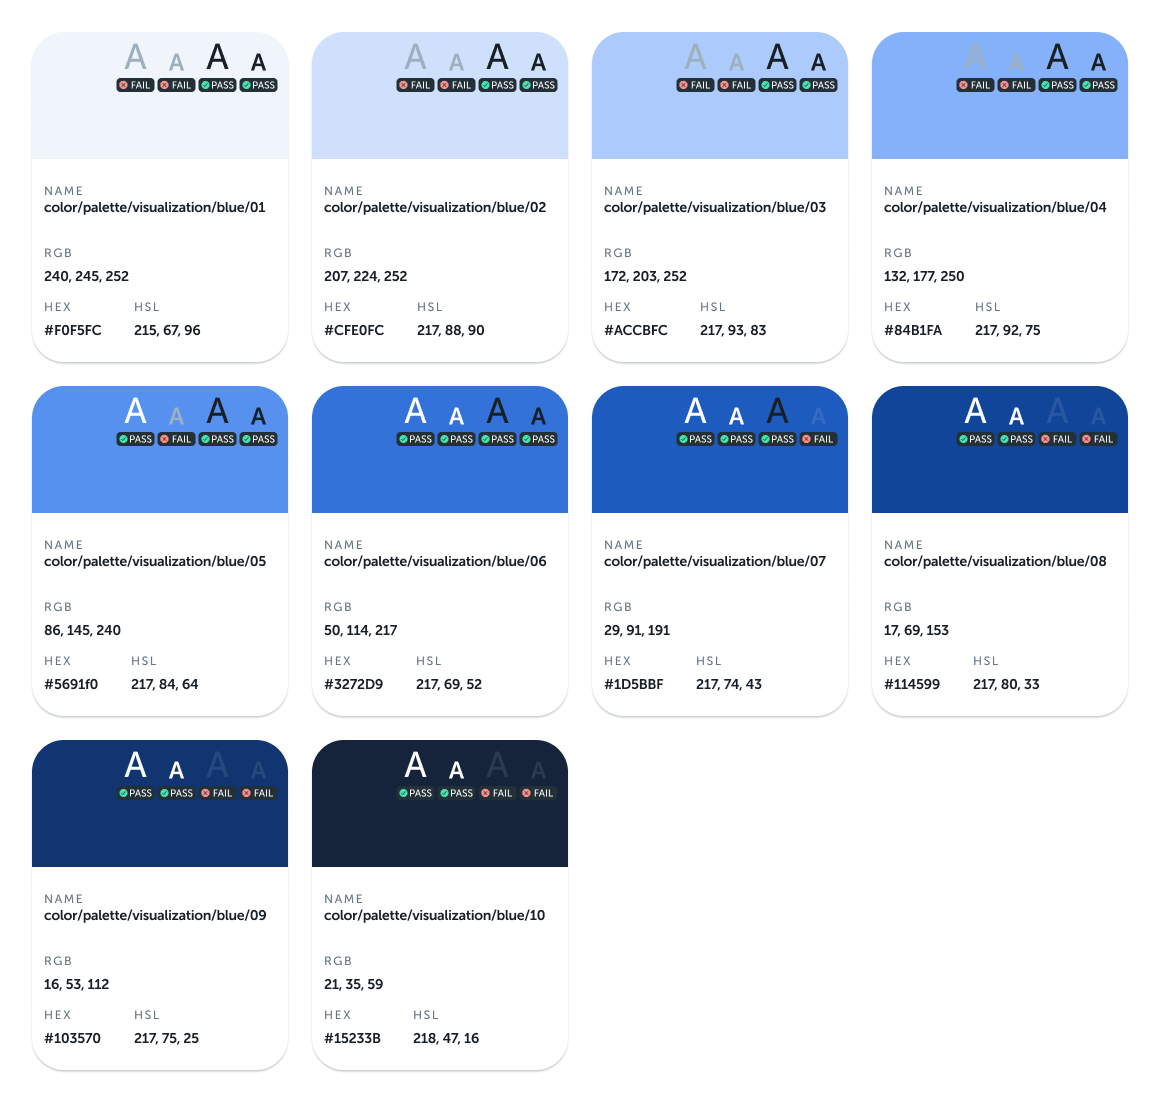 A A A A
FAIL FAIL PASS PASS
NAME
color/palette/visualization/blue/01
RGB
240, 245, 252
HEX HSL
#F0F5FC 215, 67, 96
A A A A
FAIL FAIL PASS PASS
NAME
color/palette/visualization/blue/02
RGB
207, 224, 252
HEX HSL
#CFE0FC 217, 88, 90
A A A A
FAIL FAIL PASS PASS
NAME
color/palette/visualization/blue/03
RGB
172, 203, 252
HEX HSL
#ACCBFC 217, 93, 83
A A A A
FAIL FAIL PASS PASS
NAME
color/palette/visualization/blue/04
RGB
132, 177, 250
HEX HSL
#84B1FA 217, 92, 75
A A A A
PASS FAIL PASS PASS
NAME
color/palette/visualization/blue/05
RGB
86, 145, 240
HEX HSL
#5691f0 217, 84, 64
A A A A
PASS PASS PASS PASS
NAME
color/palette/visualization/blue/06
RGB
50, 114, 217
HEX HSL
#3272D9 217, 69, 52
A A A A
PASS PASS PASS FAIL
NAME
color/palette/visualization/blue/07
RGB
29, 91, 191
HEX HSL
#1D5BBF 217, 74, 43
A A A A
PASS PASS FAIL FAIL
NAME
color/palette/visualization/blue/08
RGB
17, 69, 153
HEX HSL
#114599 217, 80, 33
A A A A
PASS PASS FAIL FAIL
NAME
color/palette/visualization/blue/09
RGB
16, 53, 112
HEX HSL
#103570 217, 75, 25
A A A A
PASS PASS FAIL FAIL
NAME
color/palette/visualization/blue/10
RGB
21, 35, 59
HEX HSL
#15233B 218, 47, 16